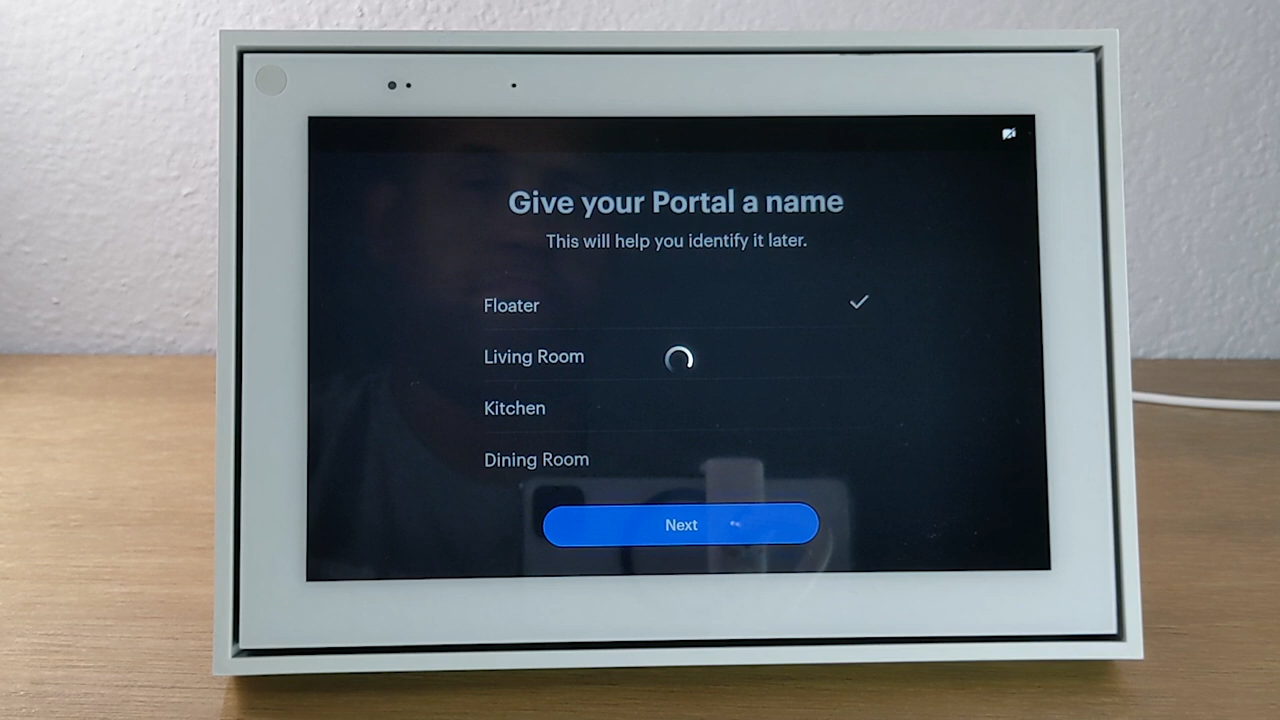 Give your Portal a name
This will help you identify it later.
Floater
Living Room
Kitchen
Dining Room
Next